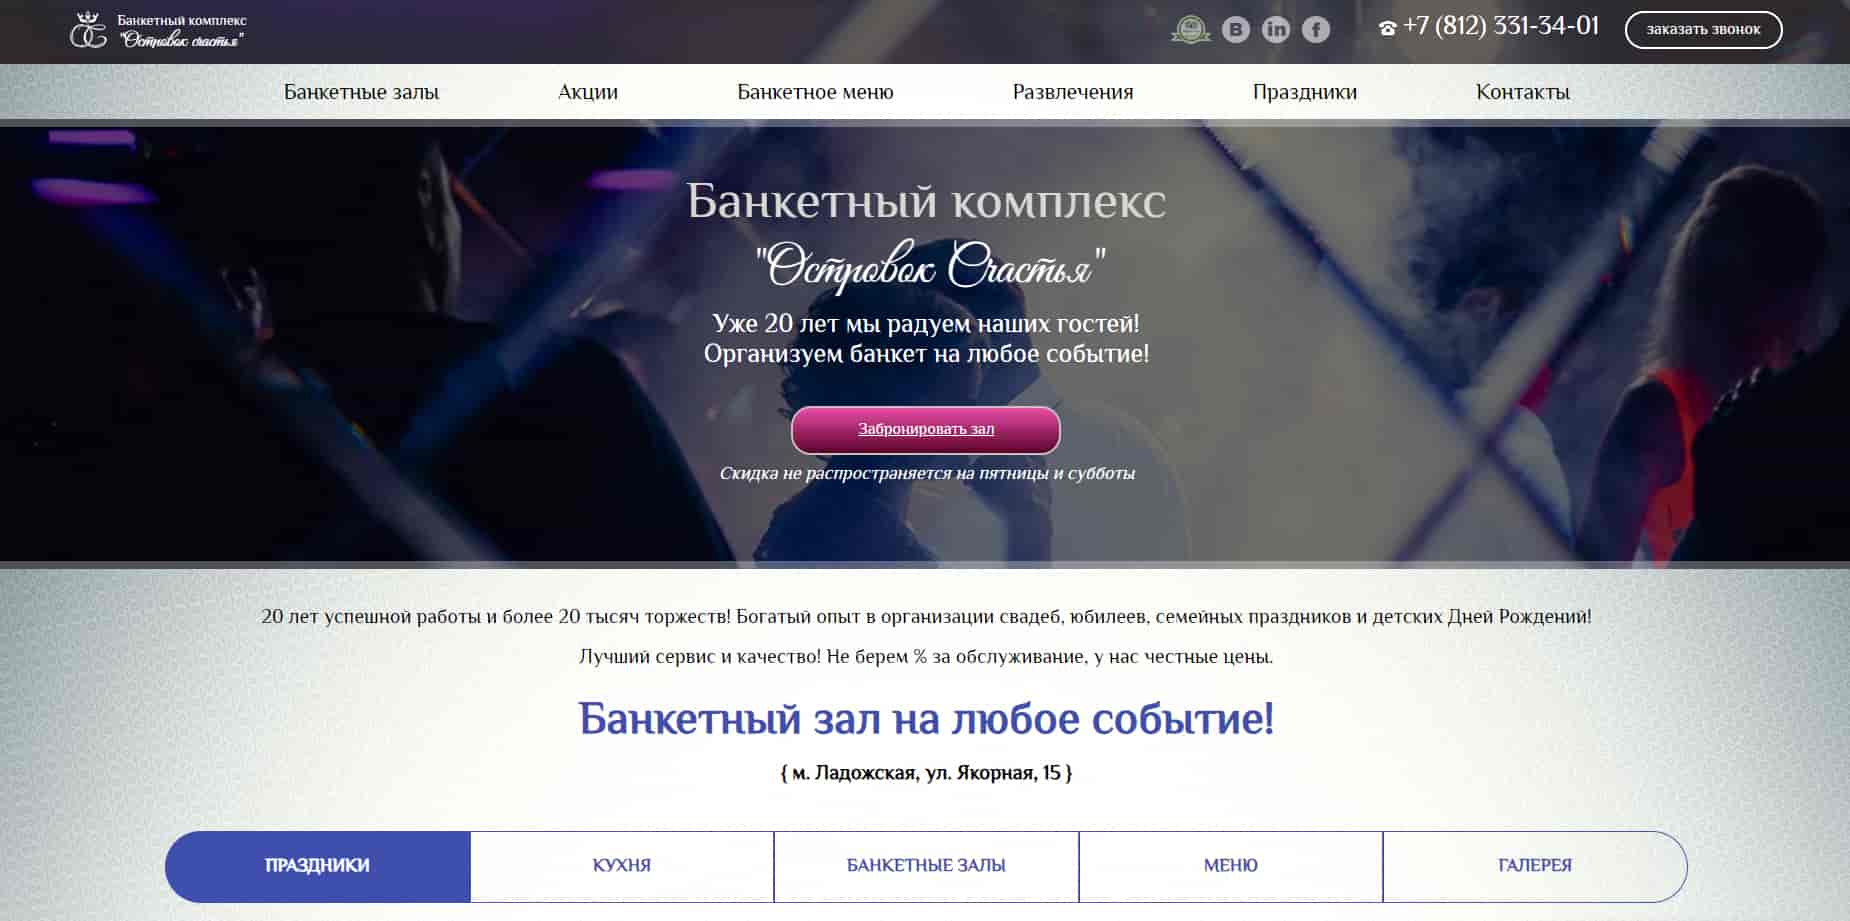 Банкетный комплекс
"Островок счастья"
+7 (812) 331-34-01
заказать звонок
Банкетные залы
Акции
Банкетное меню
Развлечения
Праздники
Контакты
Банкетный комплекс
"Островок Счастья"
Уже 20 лет мы радуем наших гостей!
Организуем банкет на любое событие!
Забронировать зал
Скидка не распространяется на пятницы и субботы
20 лет успешной работы и более 20 тысяч торжеств! Богатый опыт в организации свадеб, юбилеев, семейных праздников и детских Дней Рождений!
Лучший сервис и качество! Не берем % за обслуживание, у нас честные цены.
Банкетный зал на любое событие!
{ м. Ладожская, ул. Якорная, 15 }
ПРАЗДНИКИ
КУХНЯ
БАНКЕТНЫЕ ЗАЛЫ
МЕНЮ
ГАЛЕРЕЯ